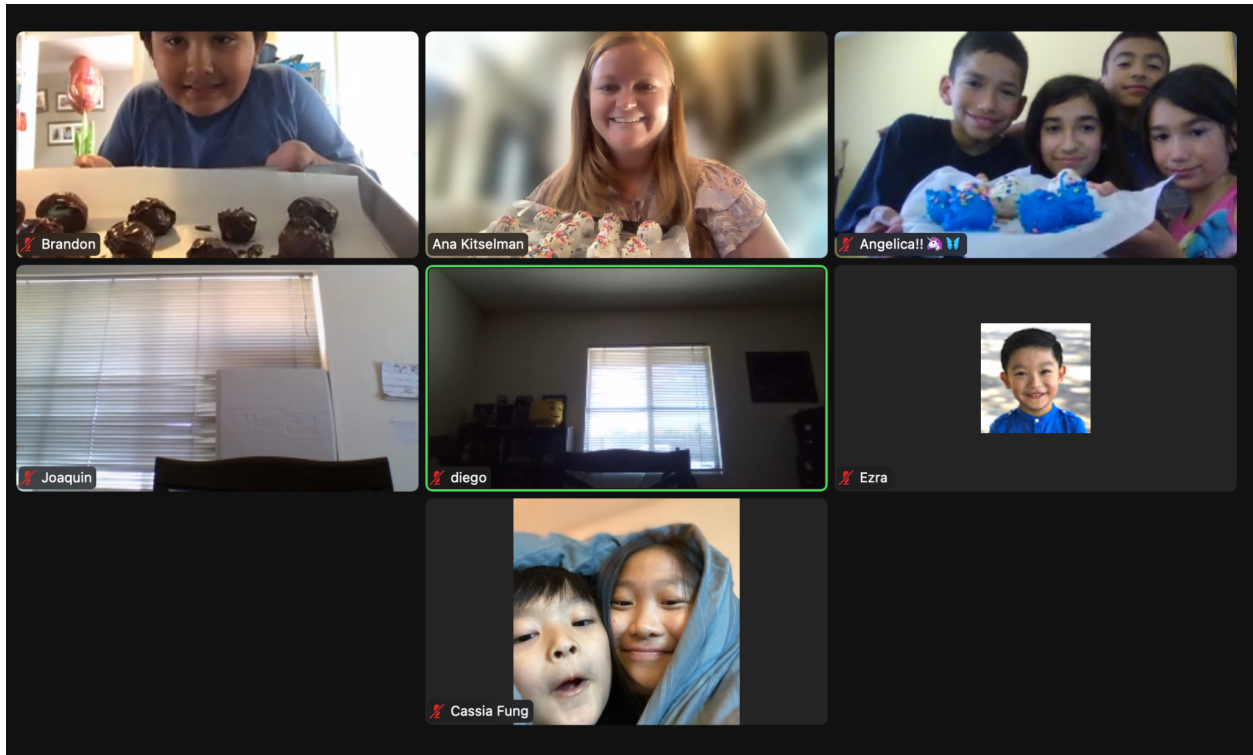 Brandon
Ana Kitselman
Angelica!! 🦄 🦋
Joaquin
diego
Ezra
Cassia Fung